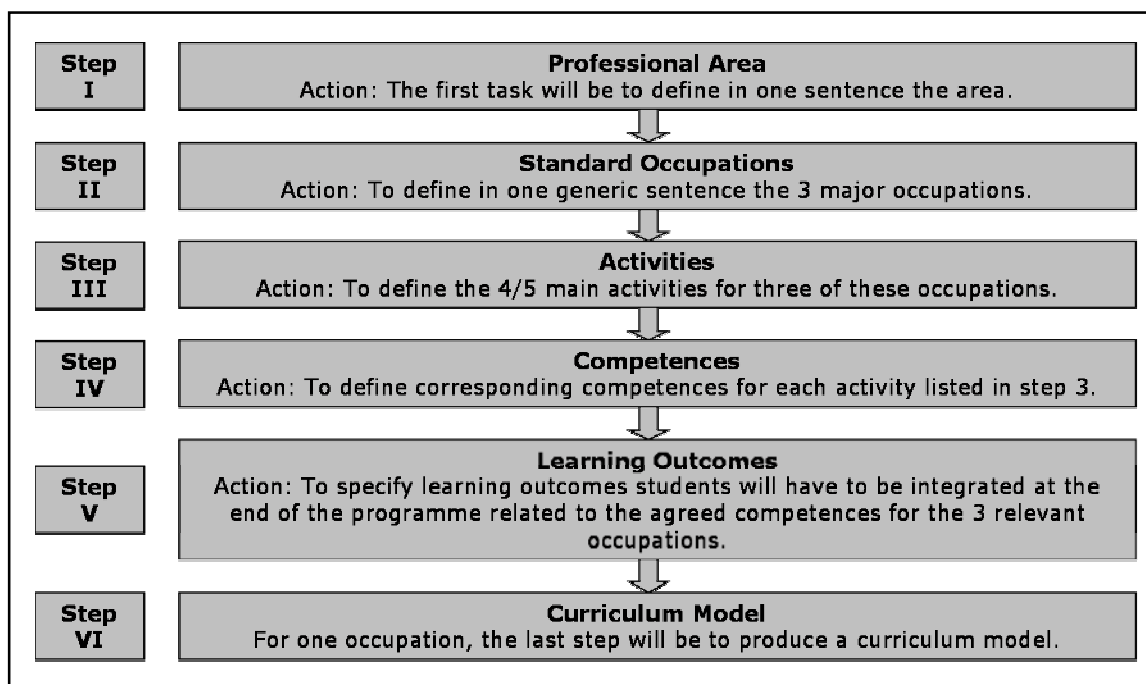 Step
I
Professional Area
Action: The first task will be to define in one sentence the area.
Step
II
Standard Occupations
Action: To define in one generic sentence the 3 major occupations.
Step
III
Activities
Action: To define the 4/5 main activities for three of these occupations.
Step
IV
Competences
Action: To define corresponding competences for each activity listed in step 3.
Step
V
Learning Outcomes
Action: To specify learning outcomes students will have to be integrated at the
end of the programme related to the agreed competences for the 3 relevant
occupations.
Step
VI
Curriculum Model
For one occupation, the last step will be to produce a curriculum model.